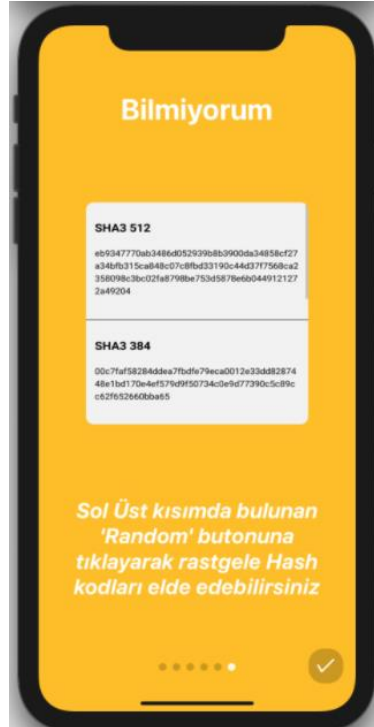 Bilmiyorum
SHA3 512
eb9347770ab3486d052939b8b3900da34858cf27
a34bfb315ca848c07c8fbd33190c44d37f7568ca2
358098c3bc02fa8798be753d5878e6b044912127
2a49204
SHA3 384
00c7faf58284ddea7fbdfe79eca0012e33dd82874
48e1bd170e4ef579d9f50734c0e9d77390c5c89c
c62f652660bba65
Sol Üst kısımda bulunan
'Random' butonuna
tıklayarak rastgele Hash
kodları elde edebilirsiniz